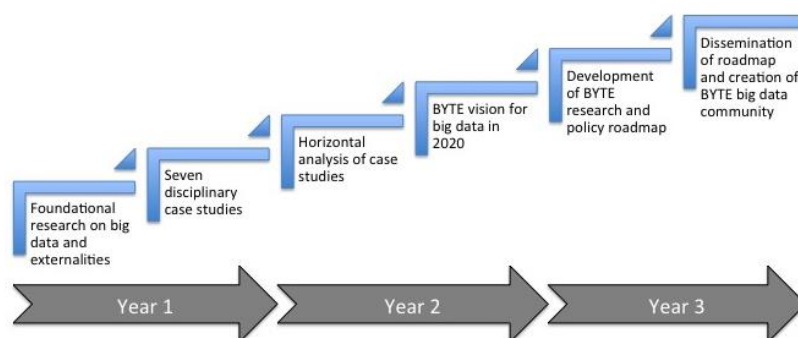 Foundational
research on big
data and
externalities
Seven
disciplinary
case studies
Horizontal
analysis of case
studies
BYTE vision for
big data in
2020
Development
of BYTE
research and
policy roadmap
Dissemination
of roadmap
and creation of
BYTE big data
community
Year 1
Year 2
Year 3